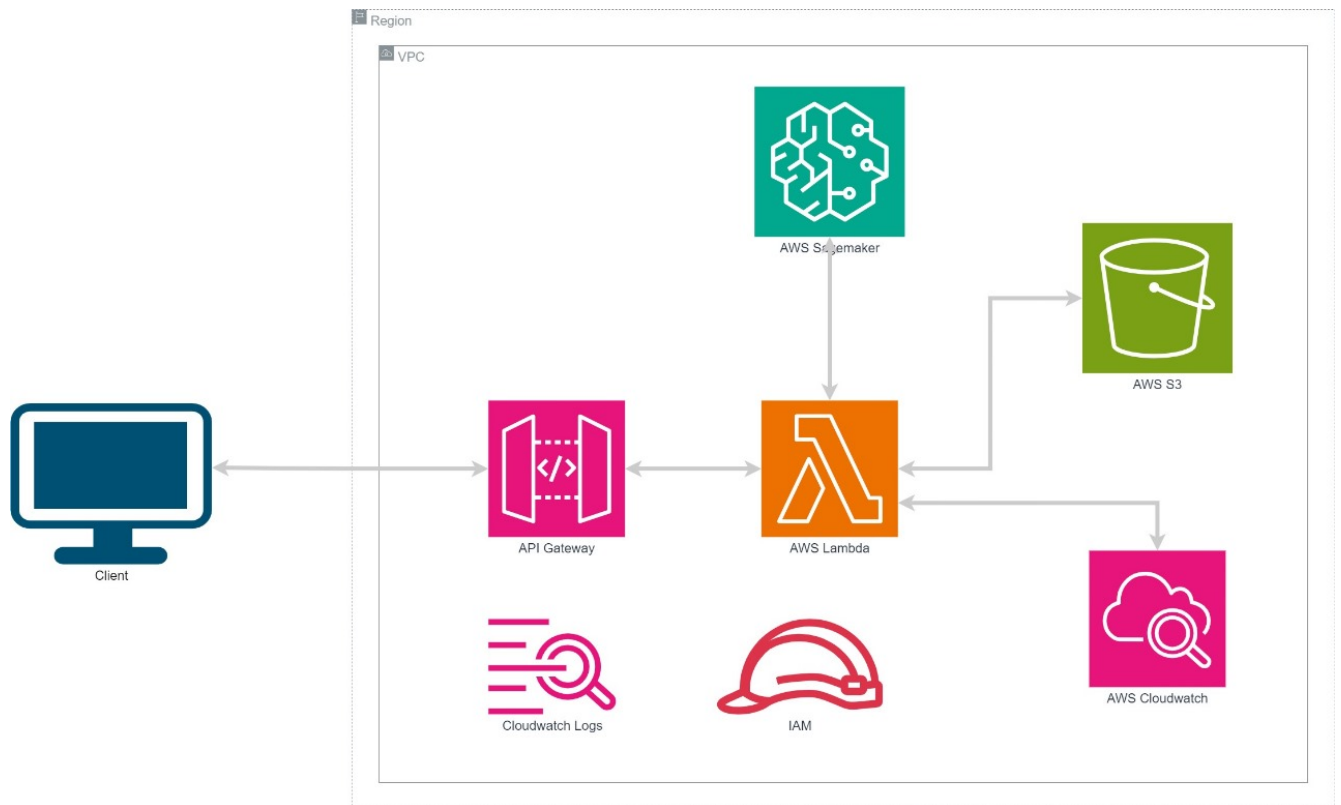 Region
VPC
AWS Sagemaker
AWS S3
</>
API Gateway
AWS Lambda
Client
AWS Cloudwatch
Cloudwatch Logs
IAM